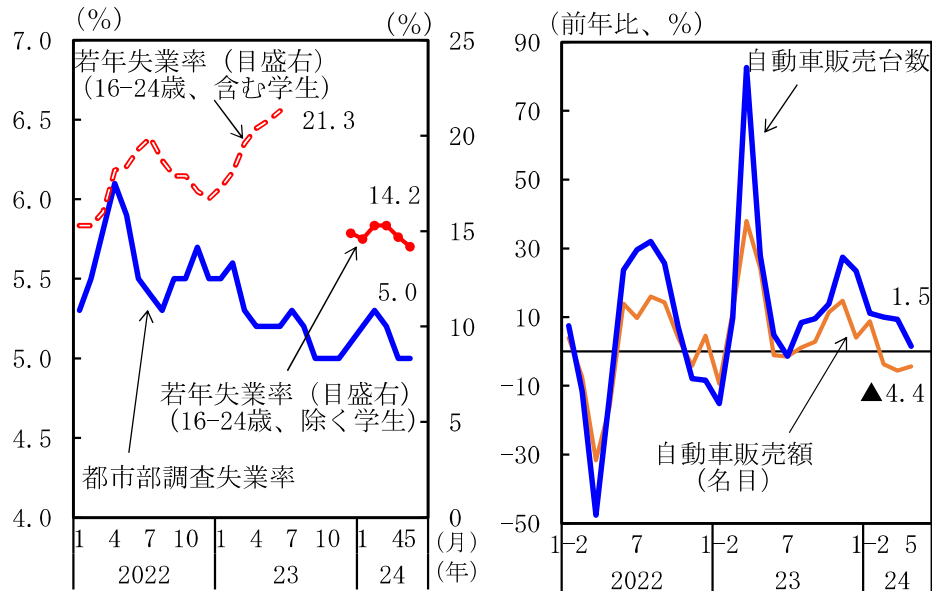 (%)
(%)
7.0
6.5
6.0
5.5
5.0
4.5
4.0
25
20
15
10
5
0
若年失業率（目盛右）
(16-24歳、含む学生)
21.3
14.2
5.0
若年失業率（目盛右）
(16-24歳、除く学生)
都市部調査失業率
1 4 7 10 1 4 7 10 1 45 (月)
2022 23 24 (年)
(前年比、%)
90
70
50
30
10
-10
-30
-50
自動車販売台数
1.5
▲4.4
自動車販売額
(名目)
1-2 7 1-2 7 1-2 5
2022 23 24